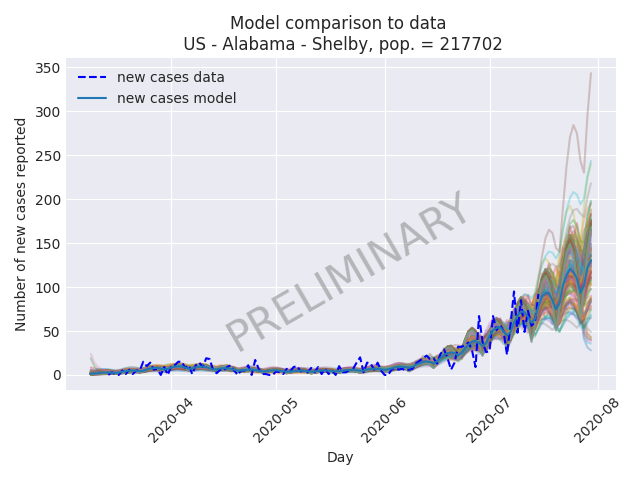 Model comparison to data
US - Alabama - Shelby, pop. = 217702
350
300
250
200
150
100
50
0
Number of new cases reported
new cases data
new cases model
PRELIMINARY
2020-04
2020-05
2020-06
2020-07
2020-08
Day